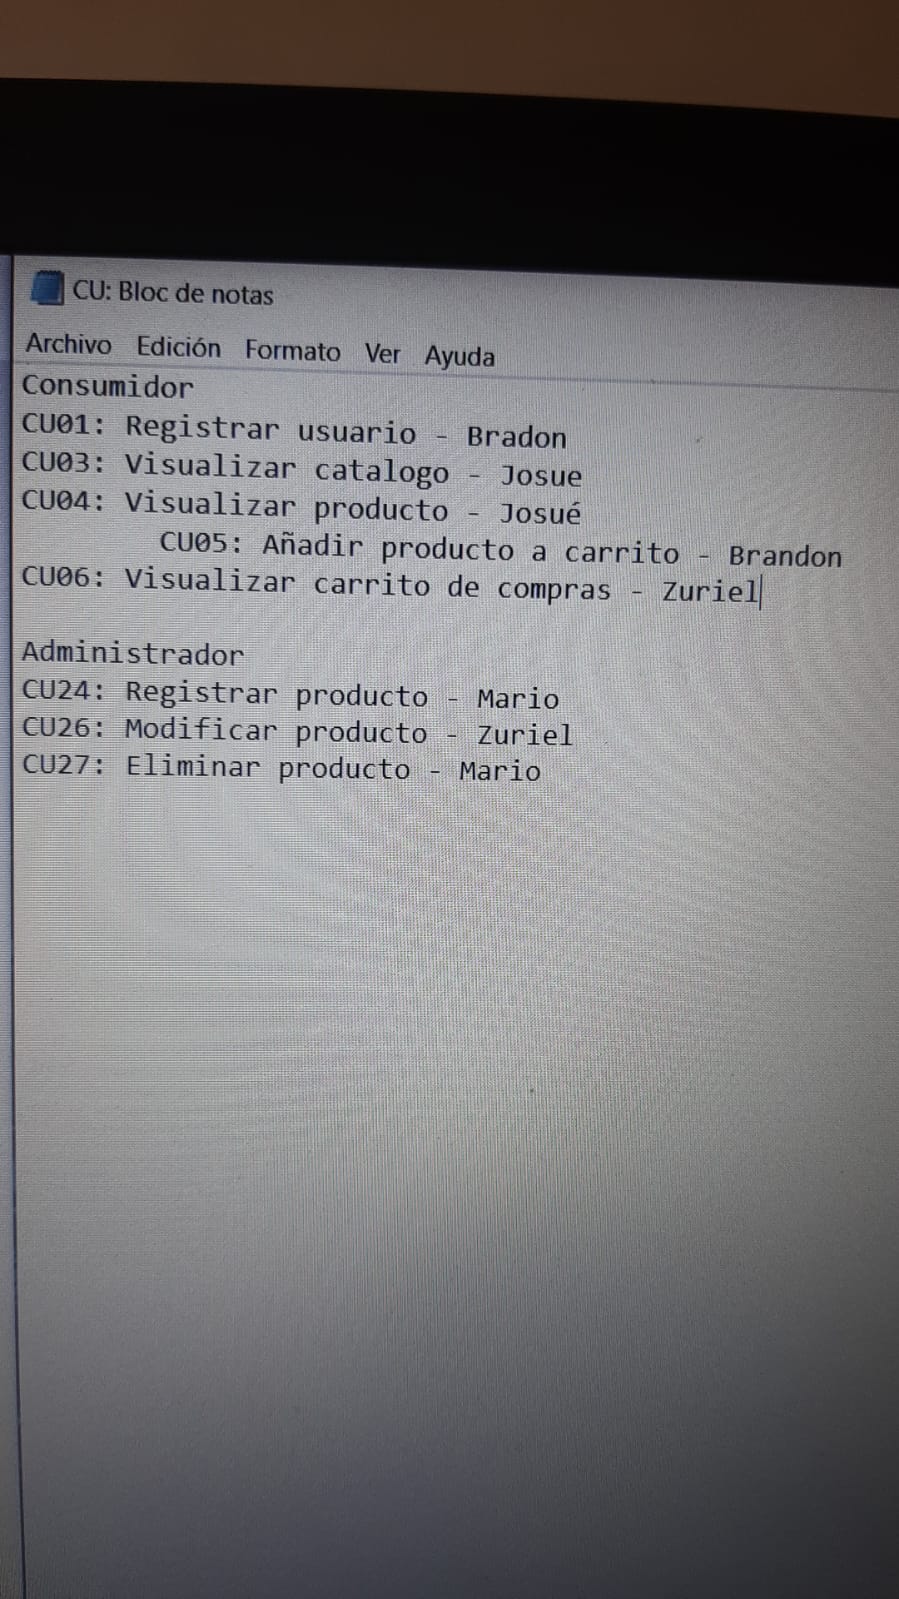 CU: Bloc de notas
Archivo Edición Formato Ver Ayuda
Consumidor
CU01: Registrar usuario - Bradon
CU03: Visualizar catalogo - Josue
CU04: Visualizar producto - Josué
CU05: Añadir producto a carrito - Brandon
CU06: Visualizar carrito de compras - Zuriel
Administrador
CU24: Registrar producto - Mario
CU26: Modificar producto - Zuriel
CU27: Eliminar producto - Mario